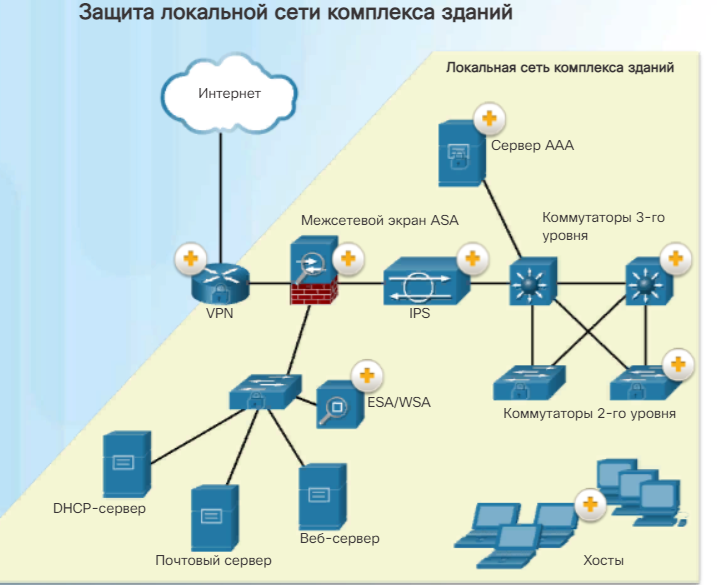 Защита локальной сети комплекса зданий
Локальная сеть комплекса зданий
Интернет
Сервер AAA
Межсетевой экран ASA
Коммутаторы 3-го
уровня
VPN
IPS
ESA/WSA
Коммутаторы 2-го уровня
DHCP-сервер
Веб-сервер
Почтовый сервер
Хосты